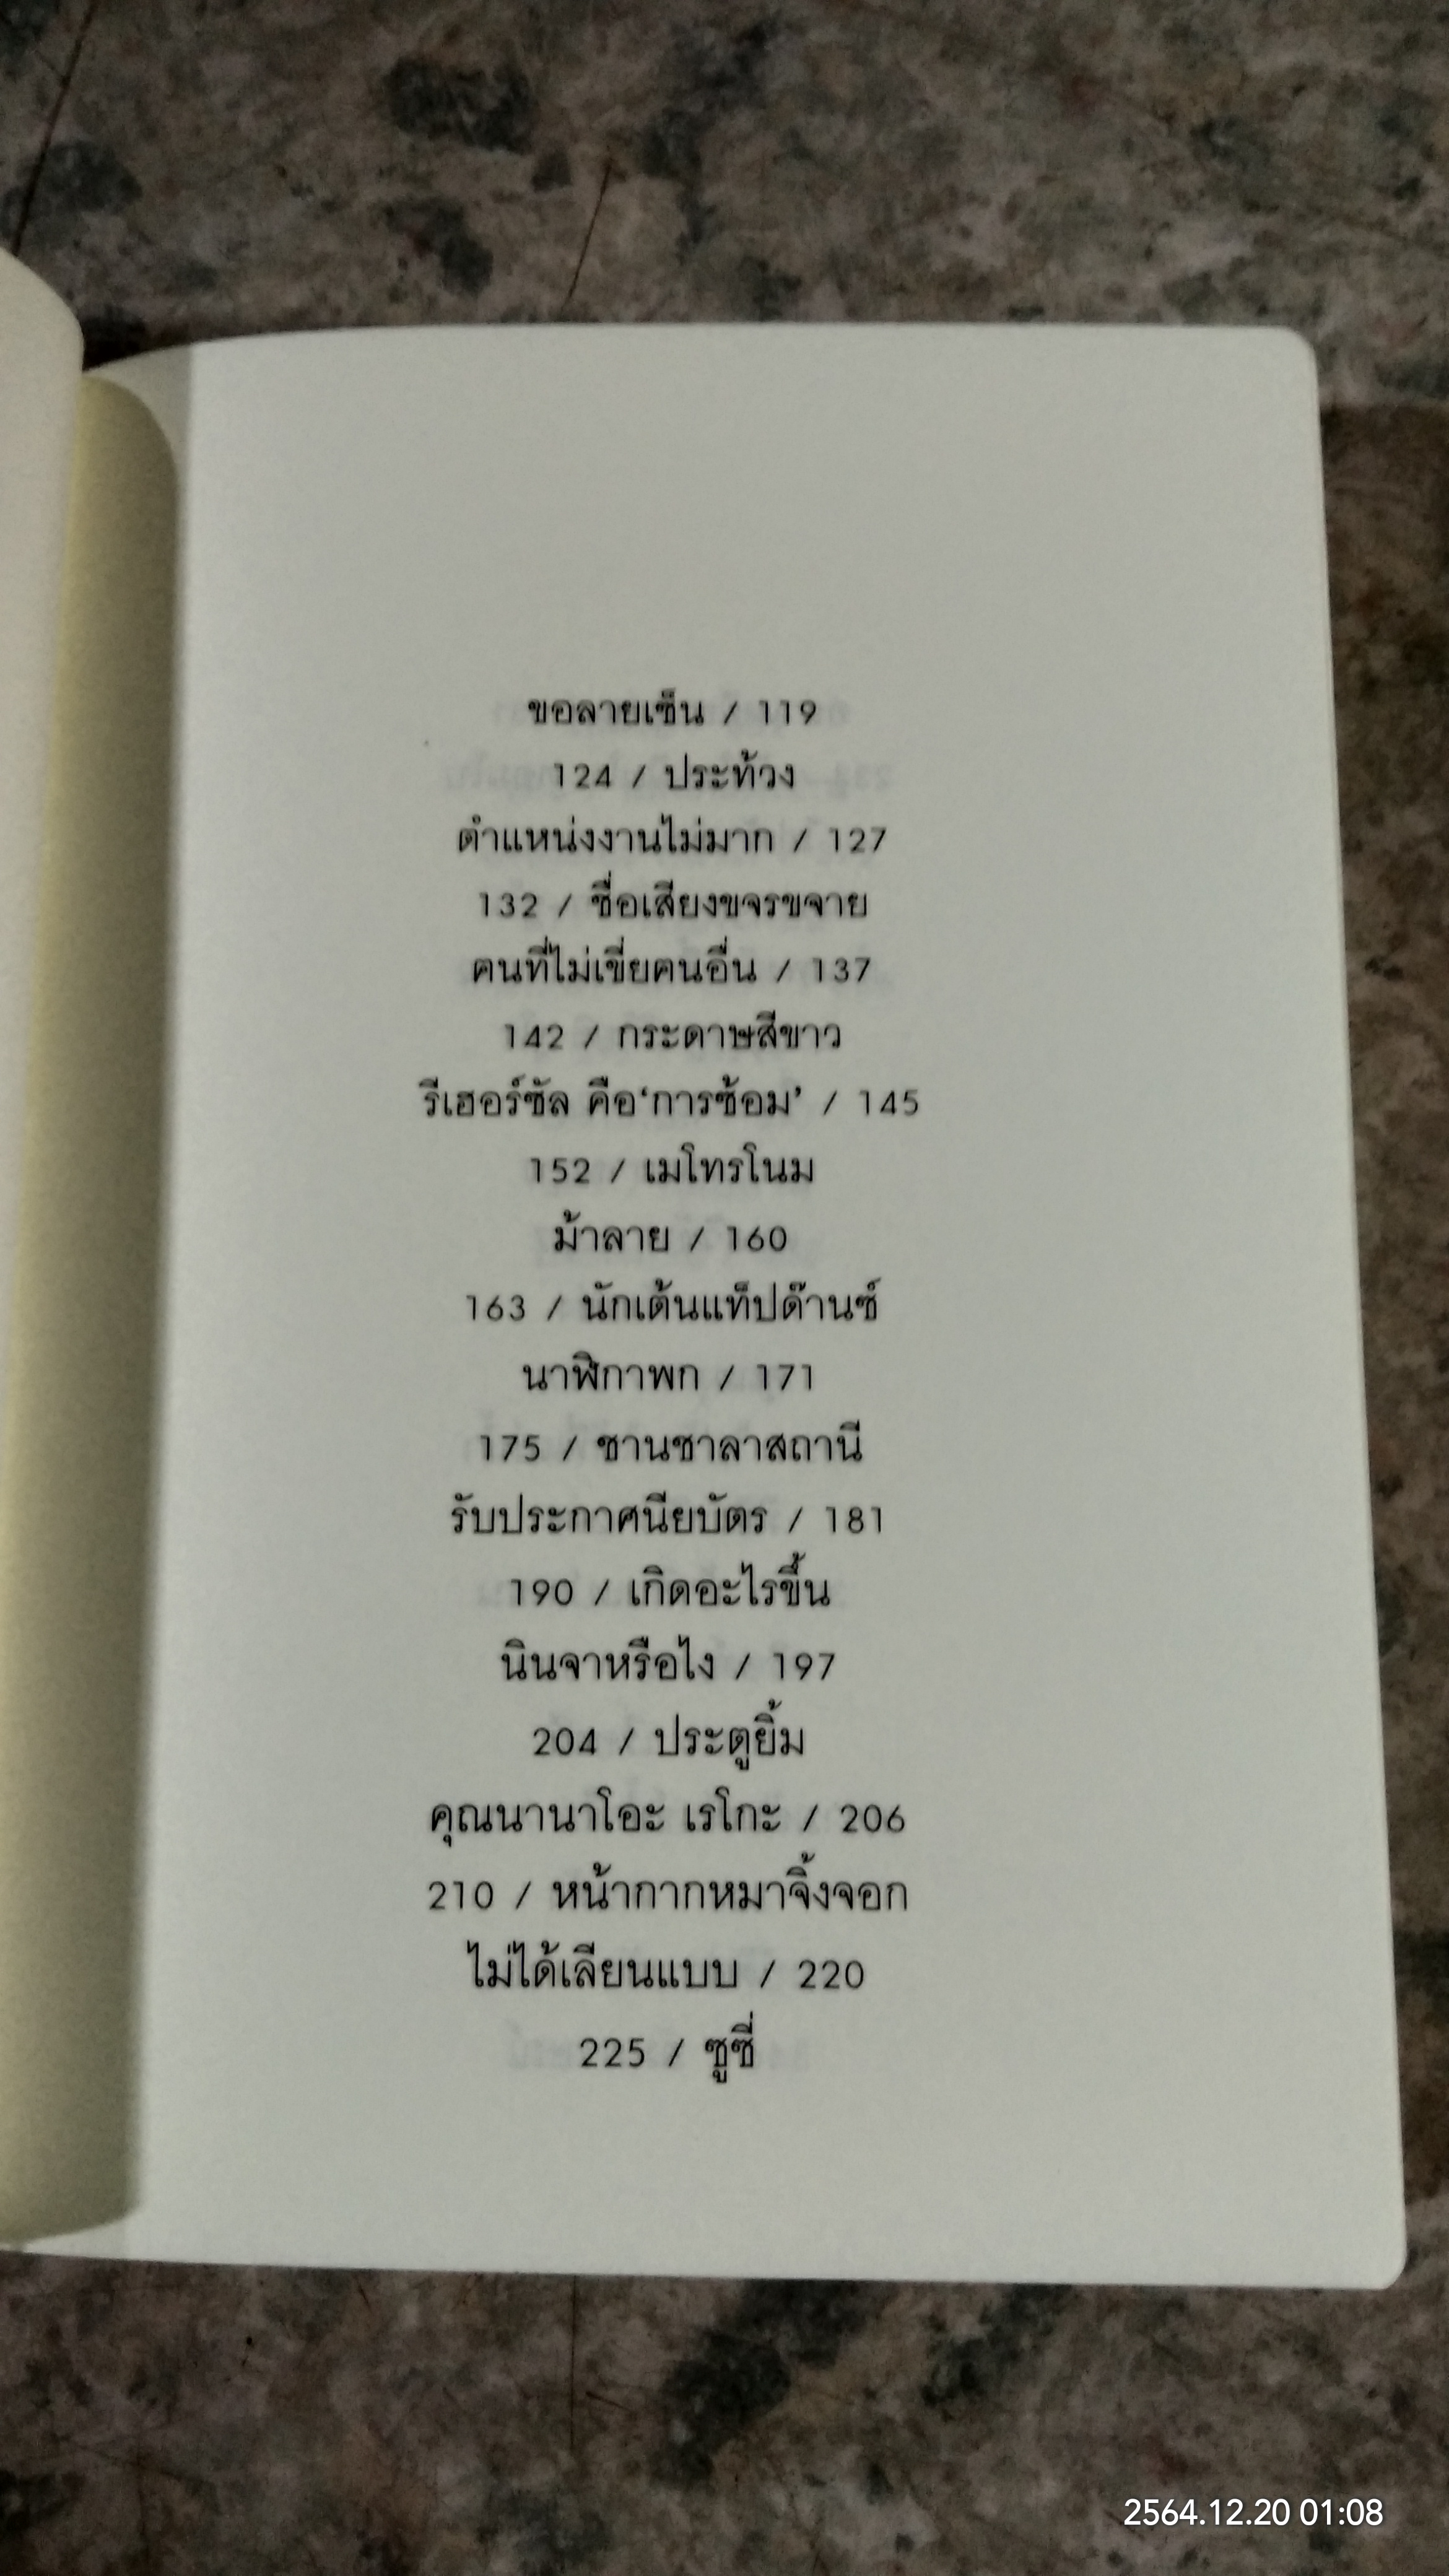 ขอลายเซ็น / 119
124 / ประท้วง
ตำแหน่งงานไม่มาก / 127
132 / ชื่อเสียงขจรขจาย
คนที่ไม่เขี่ยคนอื่น / 137
142 / กระดาษสีขาว
รีเฮอร์ซัล คือ‘การซ้อม’ / 145
152 / เมโทรโนม
ม้าลาย / 160
163 / นักเต้นแท็ปด๊านซ์
นาฬิกาพก / 171
175 / ชานชาลาสถานี
รับประกาศนียบัตร / 181
190 / เกิดอะไรขึ้น
นินจาหรือไง / 197
204 / ประตูยิ้ม
คุณนานาโอะ เรโกะ / 206
210 / หน้ากากหมาจิ้งจอก
ไม่ได้เลียนแบบ / 220
225 / ซูซี่
2564.12.20 01:08